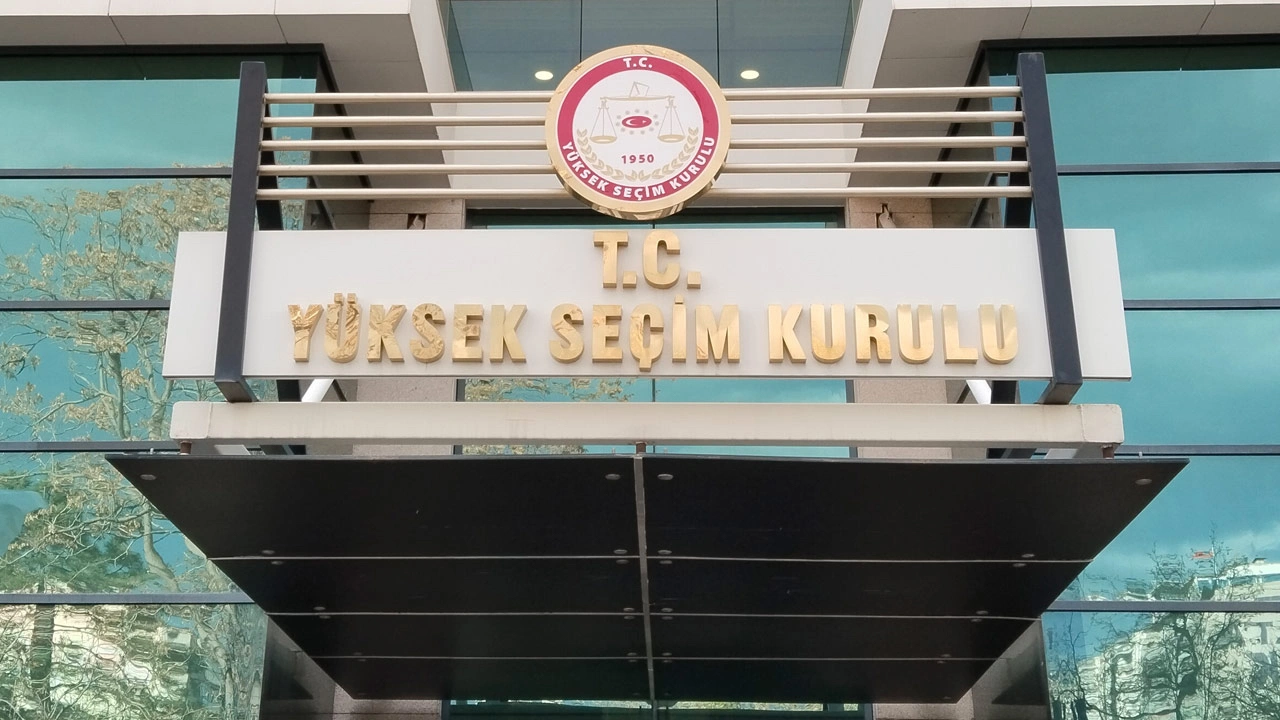 T.C.
1950
YÜKSEK SEÇİM KURULU
T.C.
YÜKSEK SEÇİM KURULU